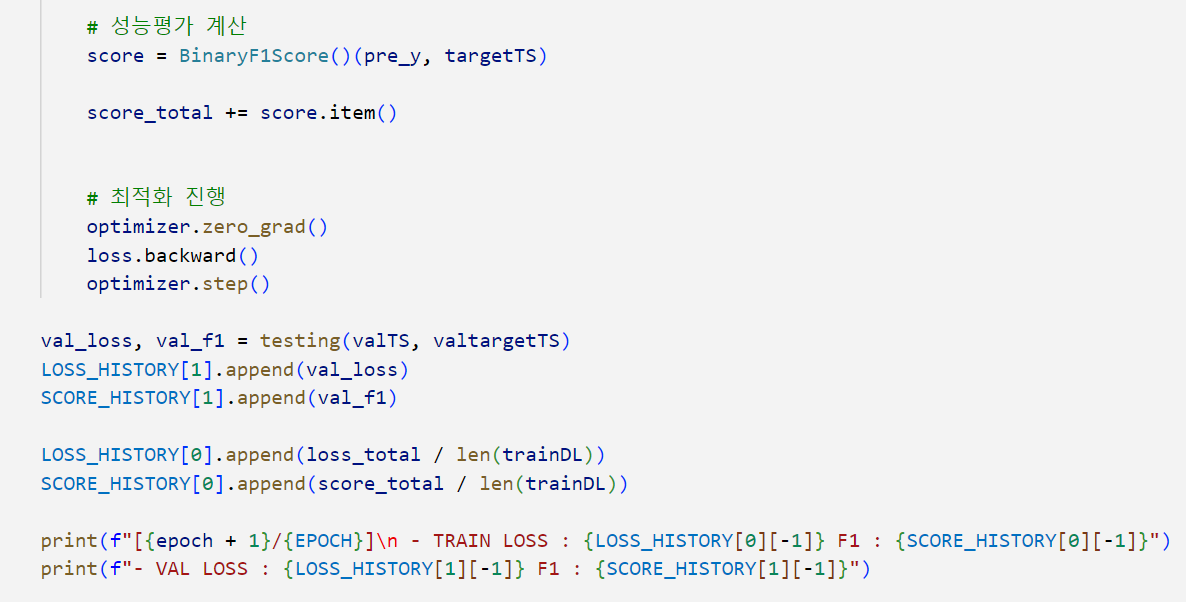 # 성능평가 계산
score = BinaryF1Score()(pre_y, targetTS)
score_total += score.item()
# 최적화 진행
optimizer.zero_grad()
loss.backward()
optimizer.step()
val_loss, val_f1 = testing(valTS, valtargetTS)
LOSS_HISTORY[1].append(val_loss)
SCORE_HISTORY[1].append(val_f1)
LOSS_HISTORY[0].append(loss_total / len(trainDL))
SCORE_HISTORY[0].append(score_total / len(trainDL))
print(f"[{epoch + 1}/{EPOCH}]\n - TRAIN LOSS : {LOSS_HISTORY[0][-1]} F1 : {SCORE_HISTORY[0][-1]}")
print(f"- VAL LOSS : {LOSS_HISTORY[1][-1]} F1 : {SCORE_HISTORY[1][-1]}")